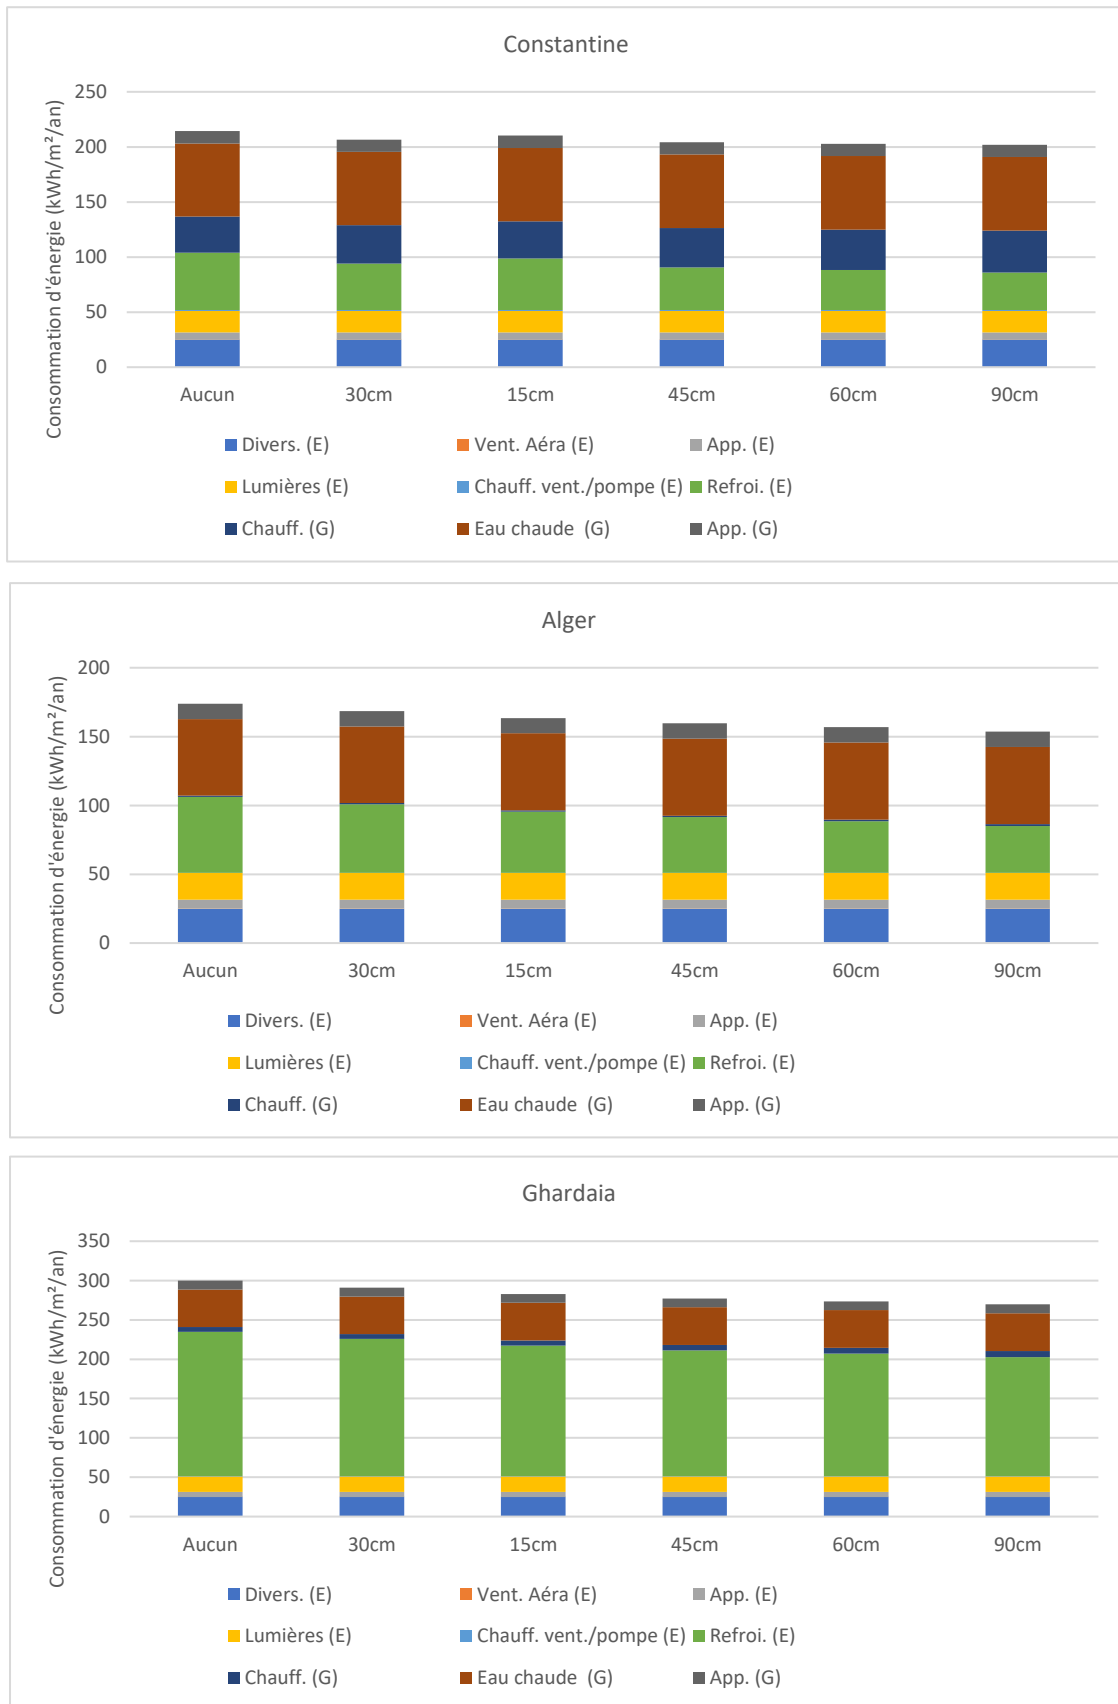 Constantine
Consommation d'énergie (kWh/m²/an)
250
200
150
100
50
0
Aucun 30cm 15cm 45cm 60cm 90cm
Divers. (E) Vent. Aéra (E) App. (E)
Lumières (E) Chauff. vent./pompe (E) Refroi. (E)
Chauff. (G) Eau chaude (G) App. (G)
Alger
Consommation d'énergie (kWh/m²/an)
200
150
100
50
0
Aucun 30cm 15cm 45cm 60cm 90cm
Divers. (E) Vent. Aéra (E) App. (E)
Lumières (E) Chauff. vent./pompe (E) Refroi. (E)
Chauff. (G) Eau chaude (G) App. (G)
Ghardaia
Consommation d'énergie (kWh/m²/an)
350
300
250
200
150
100
50
0
Aucun 30cm 15cm 45cm 60cm 90cm
Divers. (E) Vent. Aéra (E) App. (E)
Lumières (E) Chauff. vent./pompe (E) Refroi. (E)
Chauff. (G) Eau chaude (G) App. (G)